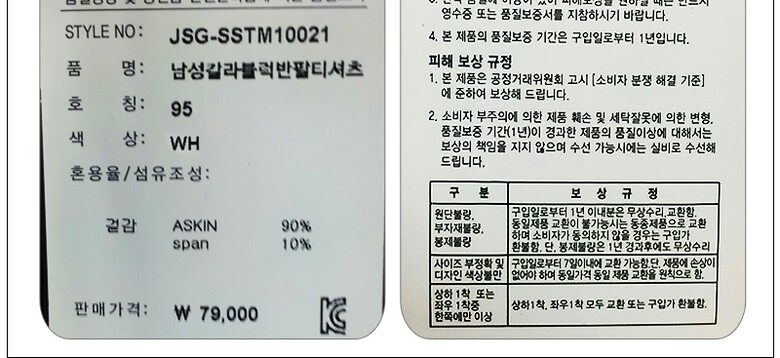 STYLE NO: JSG-SSTM10021
품 명: 남성칼라블럭반팔티셔츠
호 칭: 95
색 상: WH
혼용율/섬유조성:
겉감 ASKIN 90%
span 10%
판매가격: ₩ 79,000
영수증 또는 품질보증서를 지참하시기 바랍니다.
4. 본 제품의 품질보증 기간은 구입일로부터 1년입니다.
피해 보상 규정
1. 본 제품은 공정거래위원회 고시 [소비자 분쟁 해결 기준]
에 준하여 보상해 드립니다.
2. 소비자 부주의에 의한 제품 훼손 및 세탁잘못에 의한 변형,
품질보증 기간(1년)이 경과한 제품의 품질이상에 대해서는
보상의 책임을 지지 않으며 수선 가능시에는 실비로 수선해
드립니다.
구 분 보 상 규 정
원단불량,
부자재불량,
봉제불량
구입일로부터 1년 이내분은 무상수리,교환함.
동일제품 교환이 불가능시는 동종제품으로 교환
하며 소비자가 동의하지 않을 경우는 구입가
환불함. 단, 봉제불량은 1년 경과후에도 무상수리
사이즈 부정확 및
디자인 색상불만
구입일로부터 7일이내에 교환 가능함.단, 제품에 손상이
없어야 하며 동일가격 동일 제품 교환을 원칙으로 함.
상하 1착 또는
좌우 1착중
한쪽에만 이상
상하1착, 좌우1착 모두 교환 또는 구입가 환불함.